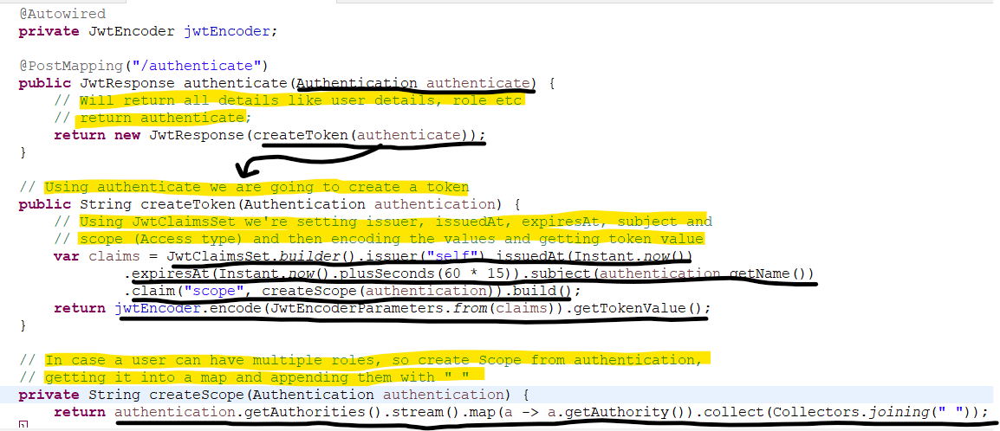 @Autowired
private JwtEncoder jwtEncoder;
@PostMapping("/authenticate")
public JwtResponse authenticate(Authentication authenticate) {
// Will return all details like user details, role etc
// return authenticate;
return new JwtResponse(createToken(authenticate));
}
// Using authenticate we are going to create a token
public String createToken(Authentication authentication) {
// Using JwtClaimsSet we're setting issuer, issuedAt, expiresAt, subject and
// scope (Access type) and then encoding the values and getting token value
var claims = JwtClaimsSet.builder().issuer("self").issuedAt(Instant.now())
.expiresAt(Instant.now().plusSeconds(60 * 15)).subject(authentication.getName())
.claim("scope", createScope(authentication)).build();
return jwtEncoder.encode(JwtEncoderParameters.from(claims)).getTokenValue();
}
// In case a user can have multiple roles, so create Scope from authentication,
// getting it into a map and appending them with " "
private String createScope(Authentication authentication) {
return authentication.getAuthorities().stream().map(a -> a.getAuthority()).collect(Collectors.joining(" "));
}